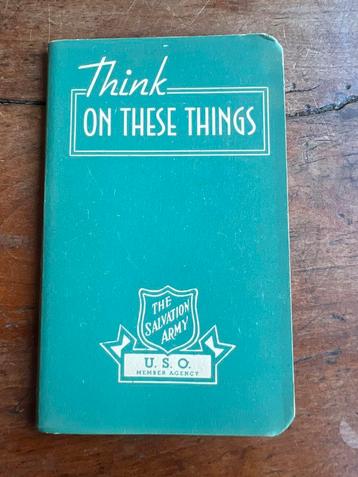 Think
ON THESE THINGS
THE
SALVATION
ARMY
U. S. O.
MEMBER AGENCY